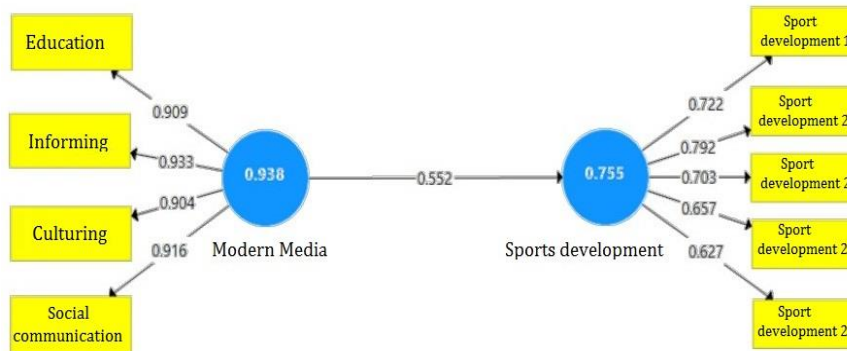 Education
Informing
Culturing
Social
communication
0.909
0.933
0.904
0.916
0.938
Modern Media
0.552
0.755
Sports development
0.722
0.792
0.703
0.657
0.627
Sport
development 1
Sport
development 2
Sport
development 2
Sport
development 2
Sport
development 2